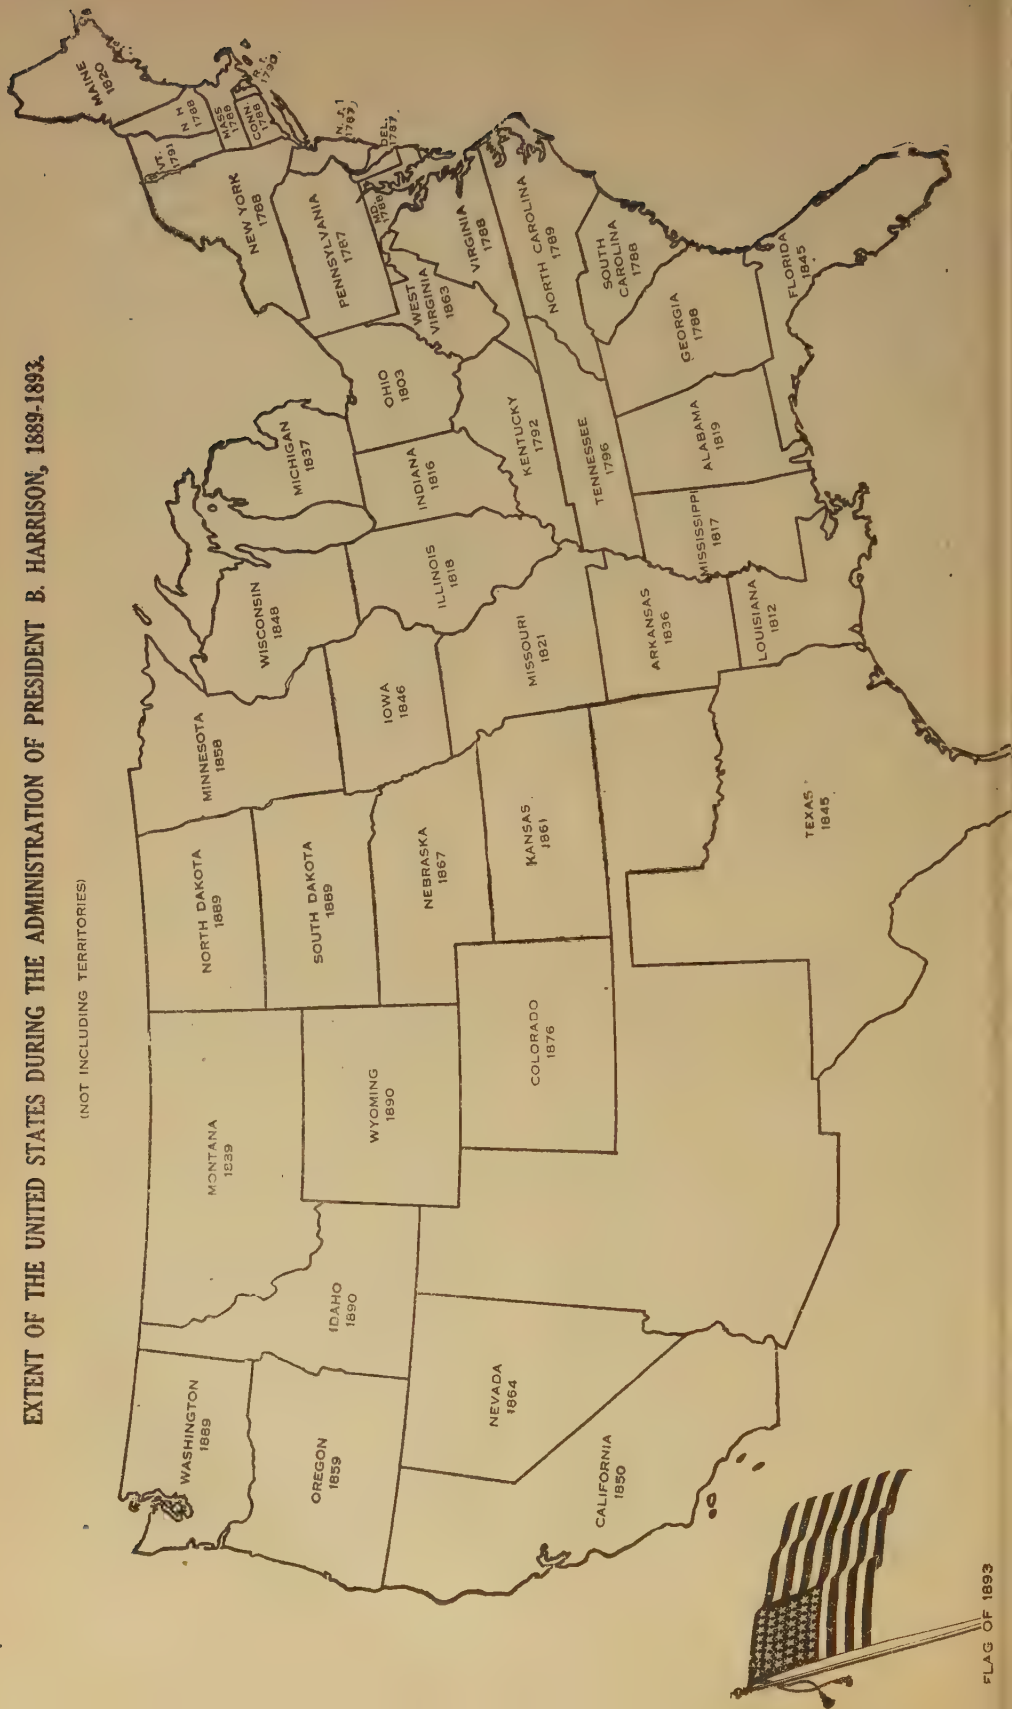 EXTENT OF THE UNITED STATES DURING THE ADMINISTRATION OF PRESIDENT B. HARRISON, 1889-1893.
(NOT INCLUDING TERRITORIES)
WASHINGTON
1889
OREGON
1859
CALIFORNIA
1850
NEVADA
1864
IDAHO
1890
MONTANA
1889
WYOMING
1890
COLORADO
1876
NORTH DAKOTA
1889
SOUTH DAKOTA
1889
NEBRASKA
1867
KANSAS
1861
TEXAS
1845
MINNESOTA
1858
IOWA
1846
MISSOURI
1821
ARKANSAS
1836
LOUISIANA
1812
WISCONSIN
1848
ILLINOIS
1818
MICHIGAN
1837
INDIANA
1816
OHIO
1803
KENTUCKY
1792
TENNESSEE
1796
MISSISSIPPI
1817
ALABAMA
1819
GEORGIA
1788
FLORIDA
1845
SOUTH
CAROLINA
1788
NORTH CAROLINA
1789
VIRGINIA
1788
WEST
VIRGINIA
1863
MD.
1788
DEL.
1787.
N. J.
1787
PENNSYLVANIA
1787
NEW YORK
1788
VT.
1791
N H
1788
MASS
1788
CONN.
1788
R. I.
1790.
MAINE
1820
FLAG OF 1893